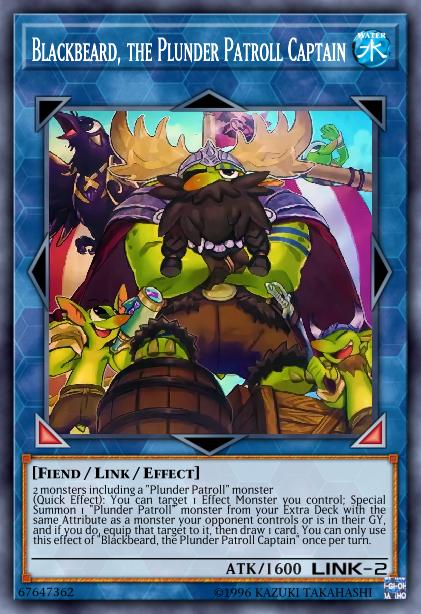 BLACKBEARD, THE PLUNDER PATROLL CAPTAIN
WATER
水
[FIEND / LINK / EFFECT]
2 monsters including a "Plunder Patroll" monster
(Quick Effect): You can target 1 Effect Monster you control; Special
Summon 1 "Plunder Patroll" monster from your Extra Deck with the
same Attribute as a monster your opponent controls or is in their GY,
and if you do, equip that target to it, then draw 1 card. You can only use
this effect of "Blackbeard, the Plunder Patroll Captain" once per turn.
ATK/1600 LINK-2
67647362
©1996 KAZUKI TAKAHASHI